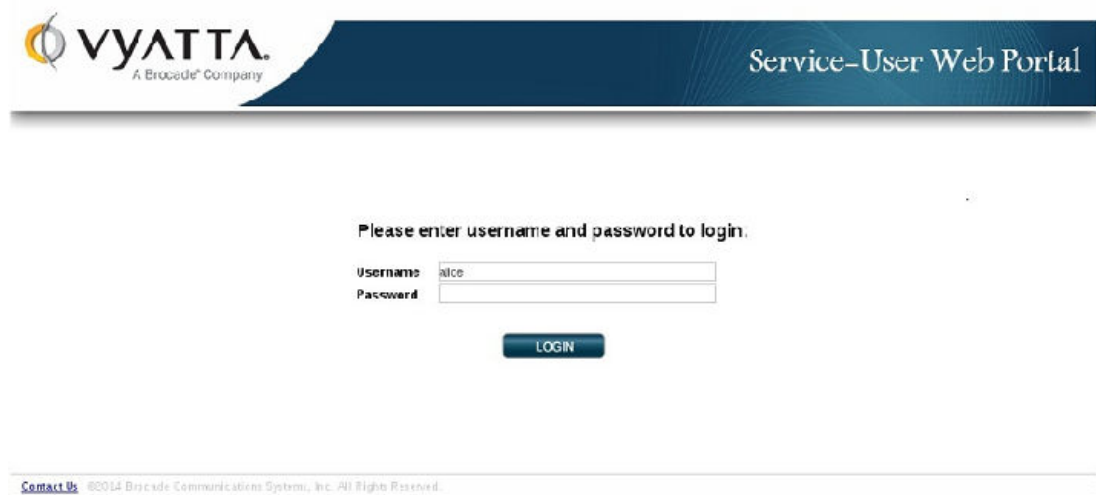 VYATTA.
A Brocade® Company
Service-User Web Portal
Please enter username and password to login.
Username alice
Password
LOGIN
Contact Us ©2014 Brocade Communications Systems, Inc. All Rights Reserved.